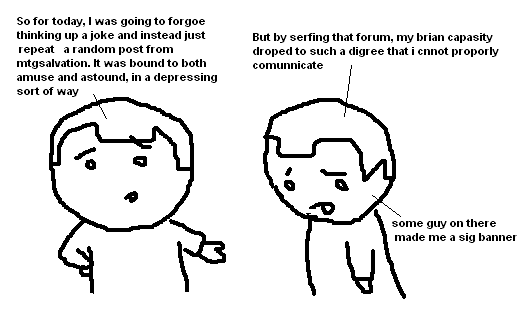 So for today, I was going to forgoe
thinking up a joke and instead just
repeat a random post from
mtgsalvation. It was bound to both
amuse and astound, in a depressing
sort of way
But by serfing that forum, my brian capasity
droped to such a digree that i cnnot proporly
comunnicate
some guy on there
made me a sig banner